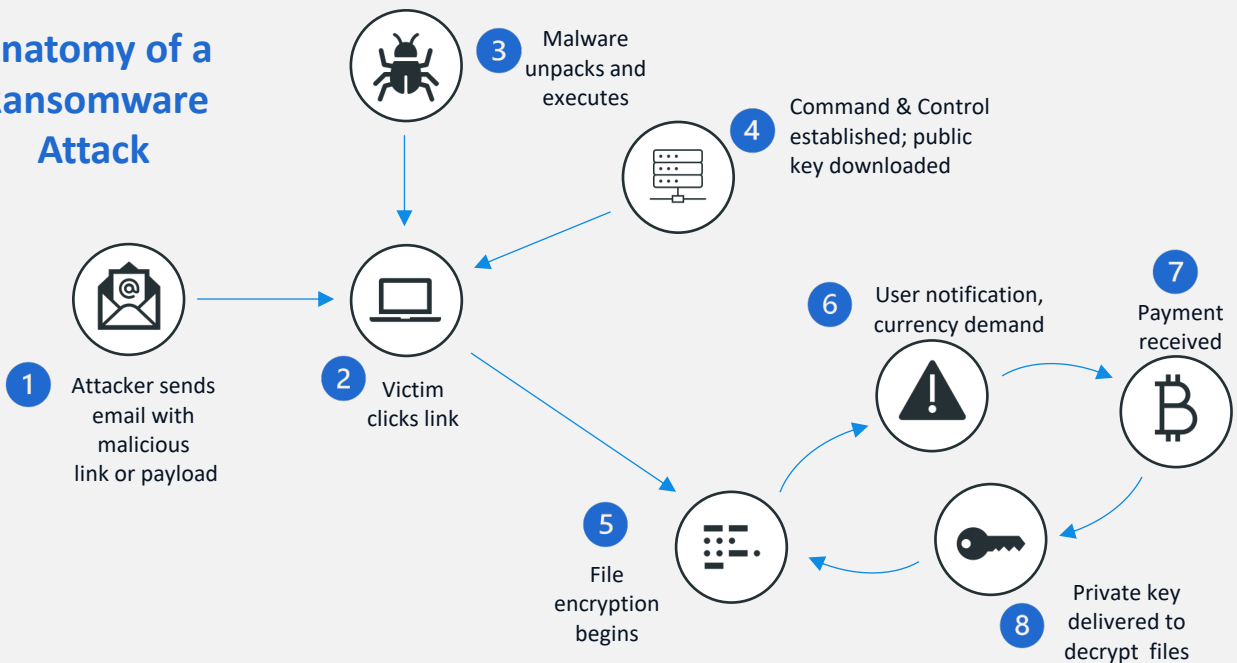 natomy of a
ansomware
Attack
3
Malware
unpacks and
executes
4
Command & Control
established; public
key downloaded
1
Attacker sends
email with
malicious
link or payload
@
2
Victim
clicks link
5
File
encryption
begins
6
User notification,
currency demand
7
Payment
received
8
Private key
delivered to
decrypt files